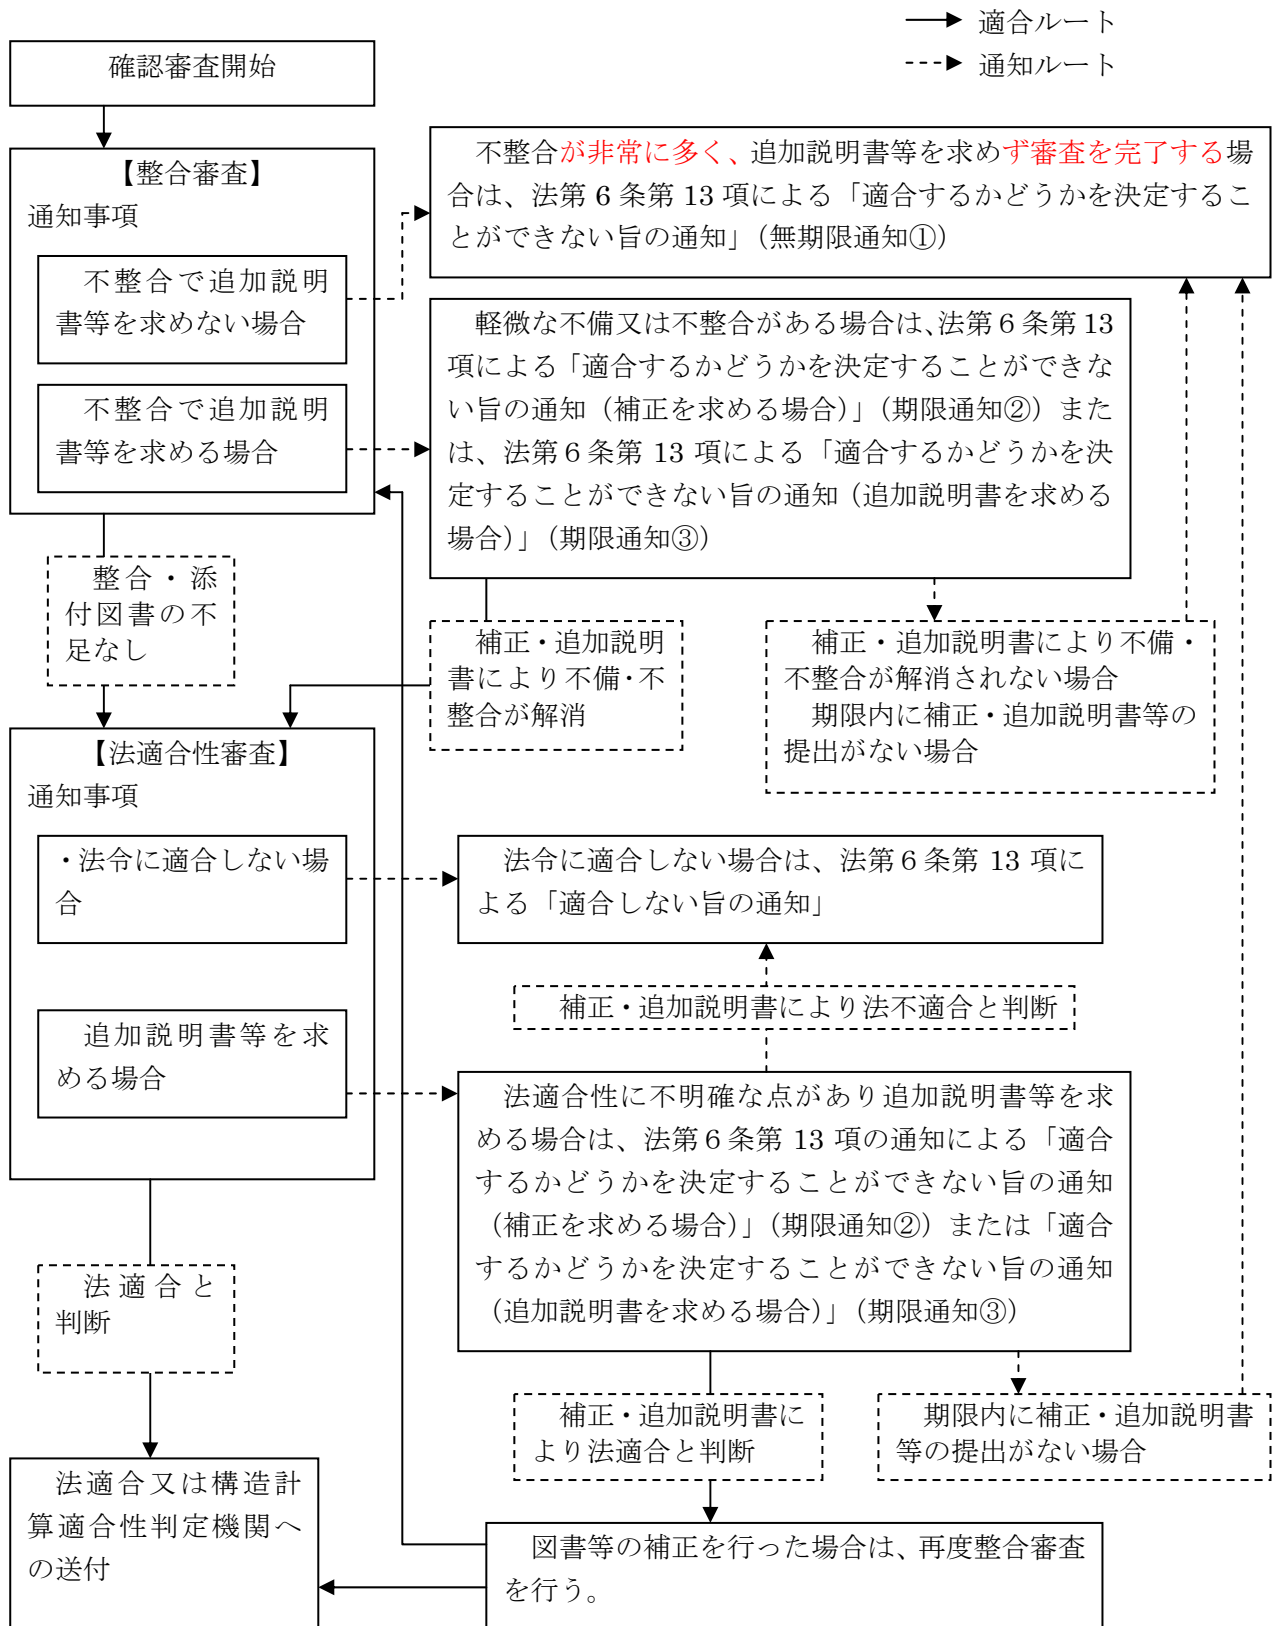 適合ルート
通知ルート
確認審査開始
【整合審査】
通知事項
不整合で追加説明
書等を求めない場合
不整合で追加説明
書等を求める場合
不整合が非常に多く、追加説明書等を求めず審査を完了する場
合は、法第 6 条第 13 項による「適合するかどうかを決定するこ
とができない旨の通知」（無期限通知①）
軽微な不備又は不整合がある場合は、法第６条第 13
項による「適合するかどうかを決定することができな
い旨の通知（補正を求める場合）」（期限通知②）また
は、法第６条第 13 項による「適合するかどうかを決
定することができない旨の通知（追加説明書を求める
場合）」（期限通知③）
整合・添
付図書の不
足なし
補正・追加説明
書により不備・不
整合が解消
補正・追加説明書により不備・
不整合が解消されない場合
期限内に補正・追加説明書等の
提出がない場合
【法適合性審査】
通知事項
・法令に適合しない場
合
追加説明書等を求
める場合
法令に適合しない場合は、法第６条第 13 項に
よる「適合しない旨の通知」
補正・追加説明書により法不適合と判断
法適合性に不明確な点があり追加説明書等を求
める場合は、法第６条第 13 項の通知による「適合
するかどうかを決定することができない旨の通知
（補正を求める場合）」（期限通知②）または「適合
するかどうかを決定することができない旨の通知
（追加説明書を求める場合）」（期限通知③）
法適合と
判断
補正・追加説明書に
より法適合と判断
期限内に補正・追加説明書
等の提出がない場合
法適合又は構造計
算適合性判定機関へ
の送付
図書等の補正を行った場合は、再度整合審査
を行う。